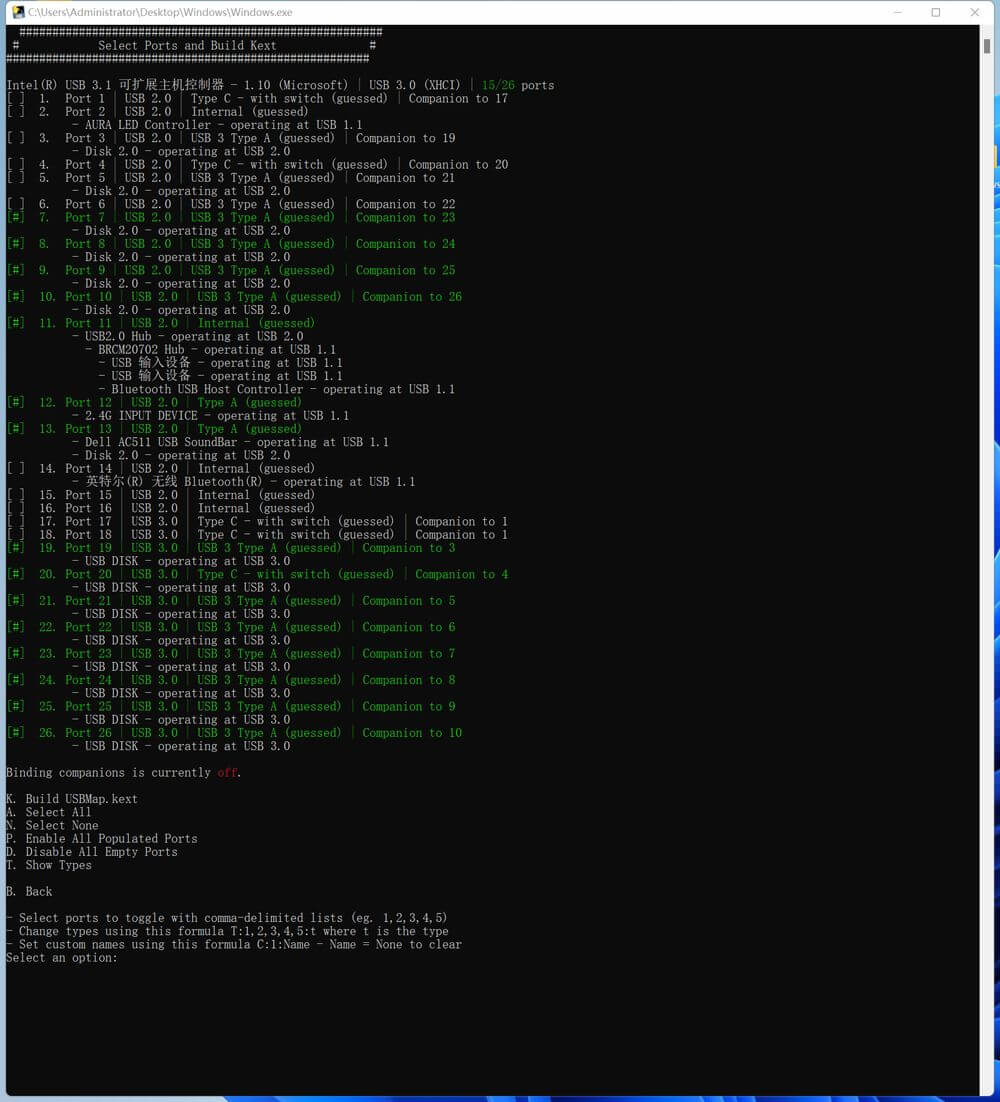 C:\Users\Administrator\Desktop\Windows\Windows.exe
#######################################################
# Select Ports and Build Kext #
#######################################################
Intel(R) USB 3.1 可扩展主机控制器 - 1.10 (Microsoft) | USB 3.0 (XHCI) | 15/26 ports
[ ] 1. Port 1 | USB 2.0 | Type C - with switch (guessed) | Companion to 17
[ ] 2. Port 2 | USB 2.0 | Internal (guessed)
- AURA LED Controller - operating at USB 1.1
[ ] 3. Port 3 | USB 2.0 | USB 3 Type A (guessed) | Companion to 19
- Disk 2.0 - operating at USB 2.0
[ ] 4. Port 4 | USB 2.0 | Type C - with switch (guessed) | Companion to 20
[ ] 5. Port 5 | USB 2.0 | USB 3 Type A (guessed) | Companion to 21
- Disk 2.0 - operating at USB 2.0
[ ] 6. Port 6 | USB 2.0 | USB 3 Type A (guessed) | Companion to 22
[#] 7. Port 7 | USB 2.0 | USB 3 Type A (guessed) | Companion to 23
- Disk 2.0 - operating at USB 2.0
[#] 8. Port 8 | USB 2.0 | USB 3 Type A (guessed) | Companion to 24
- Disk 2.0 - operating at USB 2.0
[#] 9. Port 9 | USB 2.0 | USB 3 Type A (guessed) | Companion to 25
- Disk 2.0 - operating at USB 2.0
[#] 10. Port 10 | USB 2.0 | USB 3 Type A (guessed) | Companion to 26
- Disk 2.0 - operating at USB 2.0
[#] 11. Port 11 | USB 2.0 | Internal (guessed)
- USB2.0 Hub - operating at USB 2.0
- BRCM20702 Hub - operating at USB 1.1
- USB 输入设备 - operating at USB 1.1
- USB 输入设备 - operating at USB 1.1
- Bluetooth USB Host Controller - operating at USB 1.1
[#] 12. Port 12 | USB 2.0 | Type A (guessed)
- 2.4G INPUT DEVICE - operating at USB 1.1
[#] 13. Port 13 | USB 2.0 | Type A (guessed)
- Dell AC511 USB SoundBar - operating at USB 1.1
- Disk 2.0 - operating at USB 2.0
[ ] 14. Port 14 | USB 2.0 | Internal (guessed)
- 英特尔(R) 无线 Bluetooth(R) - operating at USB 1.1
[ ] 15. Port 15 | USB 2.0 | Internal (guessed)
[ ] 16. Port 16 | USB 2.0 | Internal (guessed)
[ ] 17. Port 17 | USB 3.0 | Type C - with switch (guessed) | Companion to 1
[ ] 18. Port 18 | USB 3.0 | Type C - with switch (guessed) | Companion to 1
[#] 19. Port 19 | USB 3.0 | USB 3 Type A (guessed) | Companion to 3
- USB DISK - operating at USB 3.0
[#] 20. Port 20 | USB 3.0 | Type C - with switch (guessed) | Companion to 4
- USB DISK - operating at USB 3.0
[#] 21. Port 21 | USB 3.0 | USB 3 Type A (guessed) | Companion to 5
- USB DISK - operating at USB 3.0
[#] 22. Port 22 | USB 3.0 | USB 3 Type A (guessed) | Companion to 6
- USB DISK - operating at USB 3.0
[#] 23. Port 23 | USB 3.0 | USB 3 Type A (guessed) | Companion to 7
- USB DISK - operating at USB 3.0
[#] 24. Port 24 | USB 3.0 | USB 3 Type A (guessed) | Companion to 8
- USB DISK - operating at USB 3.0
[#] 25. Port 25 | USB 3.0 | USB 3 Type A (guessed) | Companion to 9
- USB DISK - operating at USB 3.0
[#] 26. Port 26 | USB 3.0 | USB 3 Type A (guessed) | Companion to 10
- USB DISK - operating at USB 3.0
Binding companions is currently off.
K. Build USBMap.kext
A. Select All
N. Select None
P. Enable All Populated Ports
D. Disable All Empty Ports
T. Show Types
B. Back
- Select ports to toggle with comma-delimited lists (eg. 1,2,3,4,5)
- Change types using this formula T:1,2,3,4,5:t where t is the type
- Set custom names using this formula C:1:Name - Name = None to clear
Select an option: